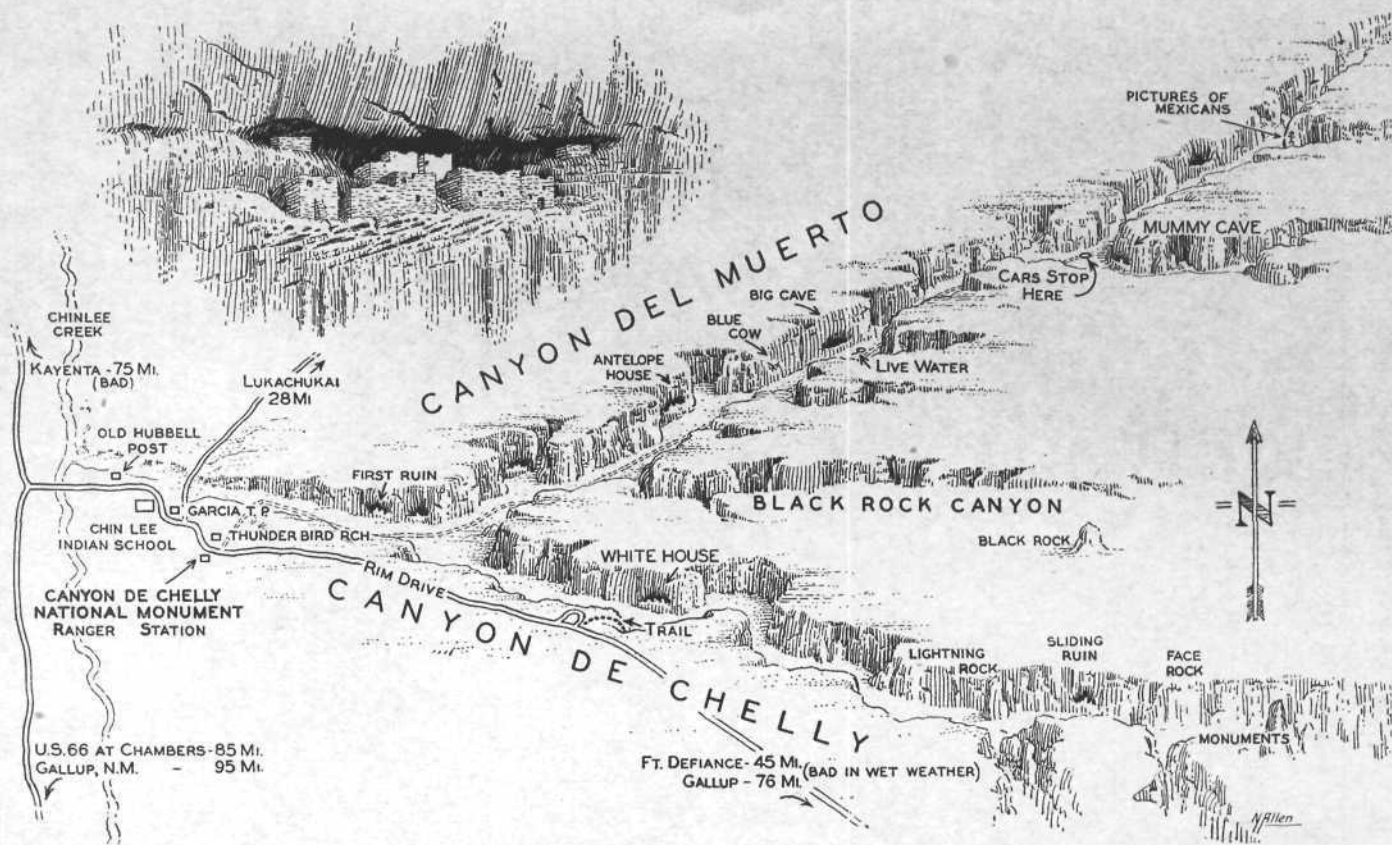 PICTURES OF
MEXICANS
CANYON DEL MUERTO
MUMMY CAVE
CARS STOP
HERE
BIG CAVE
BLUE
COW
ANTELOPE
HOUSE
LIVE WATER
CHINLEE
CREEK
KAYENTA - 75 MI.
(BAD)
LUKACHUKAI
28 MI
OLD HUBBELL
POST
FIRST RUIN
GARCIA T. P.
CHIN LEE
INDIAN SCHOOL
THUNDER BIRD RCH.
BLACK ROCK CANYON
BLACK ROCK
N
WHITE HOUSE
CANYON DE CHELLY
NATIONAL MONUMENT
RANGER STATION
RIM DRIVE
TRAIL
CANYON DE CHELLY
LIGHTNING
ROCK
SLIDING
RUIN
FACE
ROCK
MONUMENTS
U.S. 66 AT CHAMBERS - 85 MI.
GALLUP, N.M. - 95 MI.
FT. DEFIANCE - 45 MI. (BAD IN WET WEATHER)
GALLUP - 76 MI.
N Allen